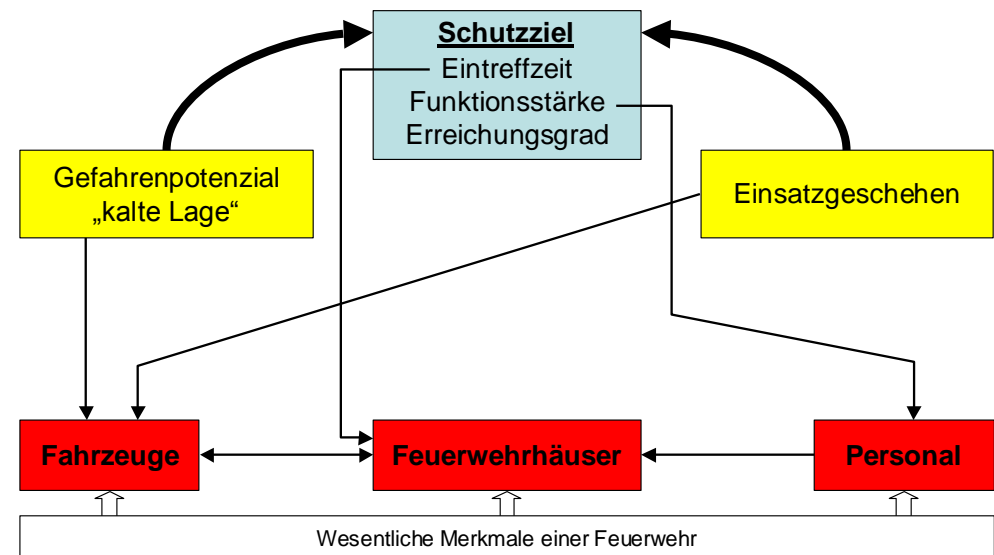 Schutzziel
Eintreffzeit
Funktionsstärke
Erreichungsgrad
Gefahrenpotenzial
„kalte Lage“
Einsatzgeschehen
Fahrzeuge
Feuerwehrhäuser
Personal
Wesentliche Merkmale einer Feuerwehr